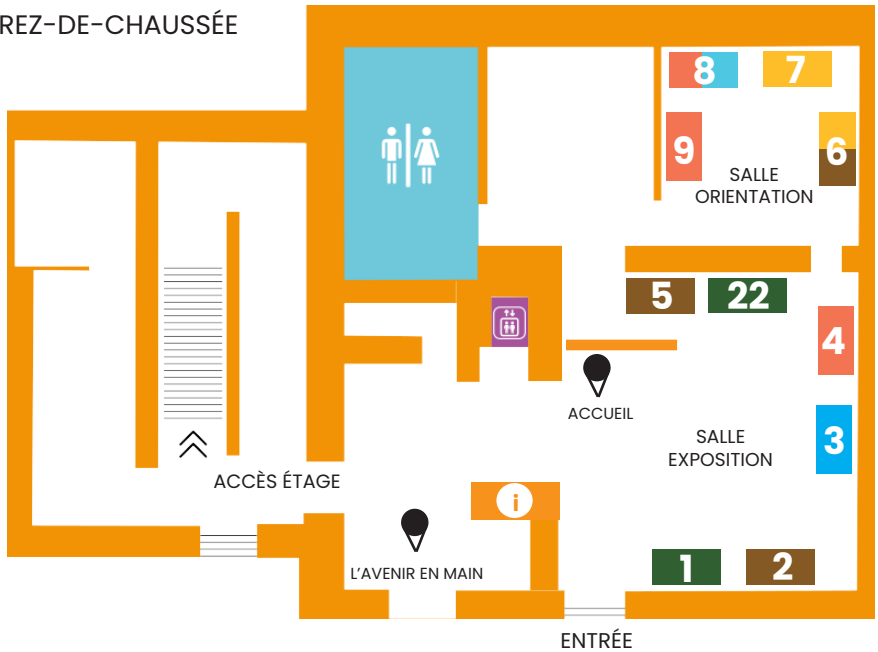 REZ-DE-CHAUSSÉE
8
7
9
6
SALLE
ORIENTATION
5
22
4
ACCUEIL
3
SALLE
EXPOSITION
ACCÈS ÉTAGE
i
L'AVENIR EN MAIN
1
2
ENTRÉE